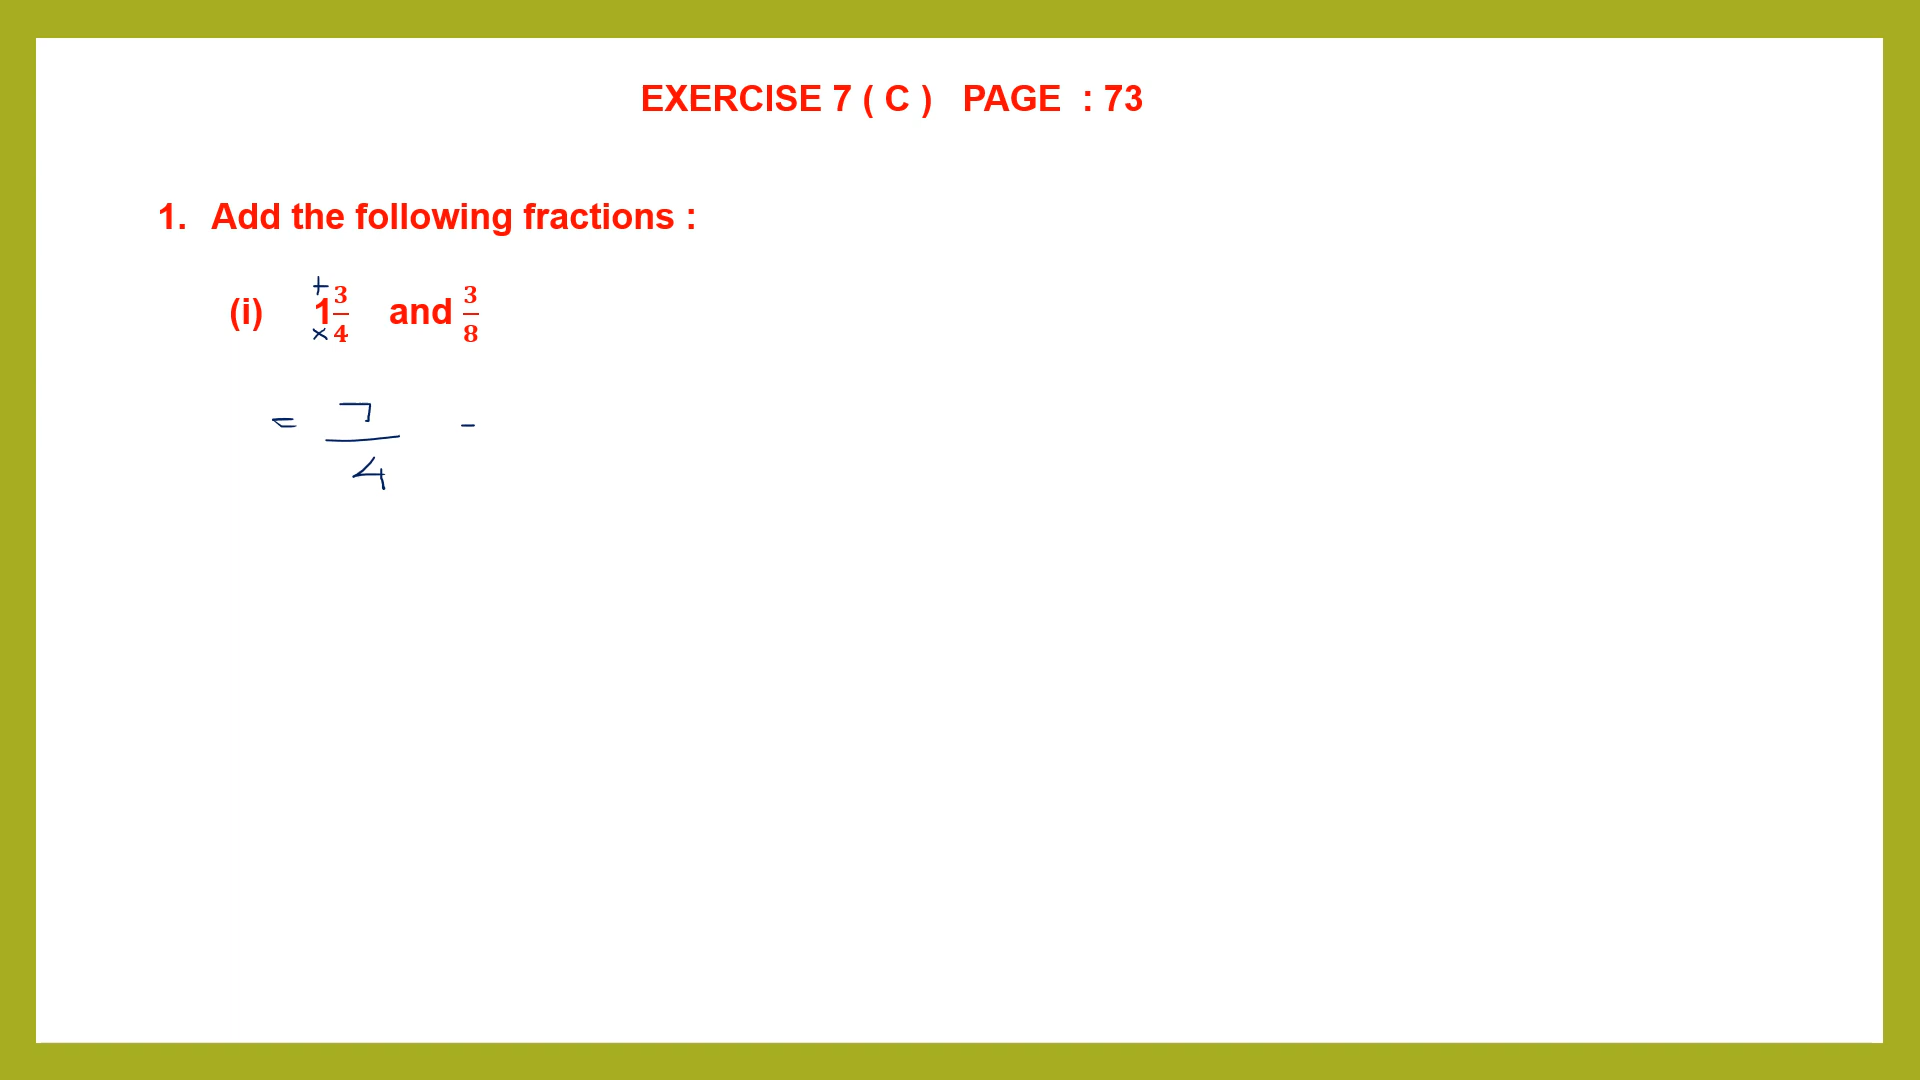 EXERCISE 7 ( C ) PAGE : 73
1. Add the following fractions :
(i) 1 3/4 and 3/8
+
×
= 7/4 -